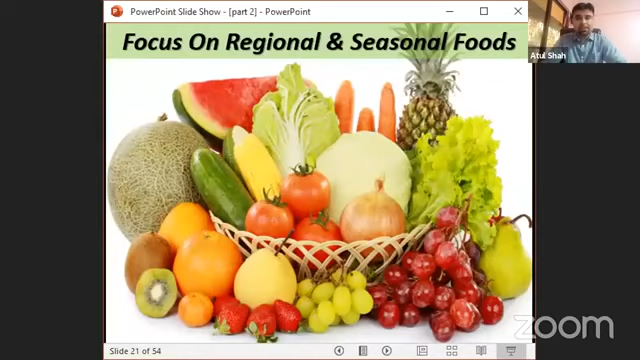 PowerPoint Slide Show - [part 2] - PowerPoint
Focus On Regional & Seasonal Foods
Atul Shah
zoom
Slide 21 of 54